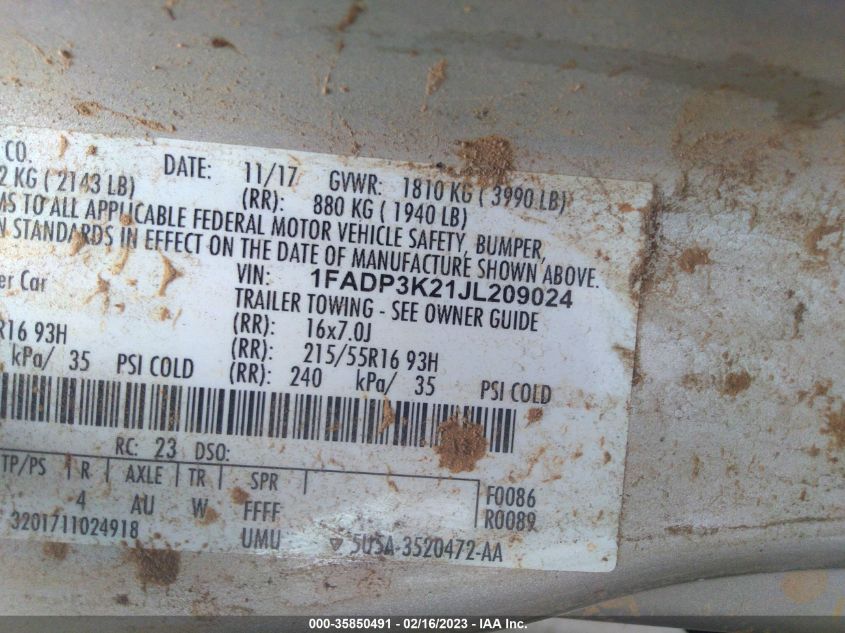 CO. DATE: 11/17 GVWR: 1810 KG ( 3990 LB)
2 KG ( 2143 LB) (RR): 880 KG ( 1940 LB)
MS TO ALL APPLICABLE FEDERAL MOTOR VEHICLE SAFETY, BUMPER,
N STANDARDS IN EFFECT ON THE DATE OF MANUFACTURE SHOWN ABOVE.
VIN: 1FADP3K21JL209024
er Car TRAILER TOWING - SEE OWNER GUIDE
(RR): 16x7.0J
R16 93H (RR): 215/55R16 93H
kPa/ 35 PSI COLD (RR): 240 kPa/ 35 PSI COLD
RC: 23 DSO:
TP/PS R AXLE TR SPR
4 AU W FFFF F0086
3201711024918 UMU R0089
5U5A-3520472-AA
000-35850491 - 02/16/2023 - IAA Inc.